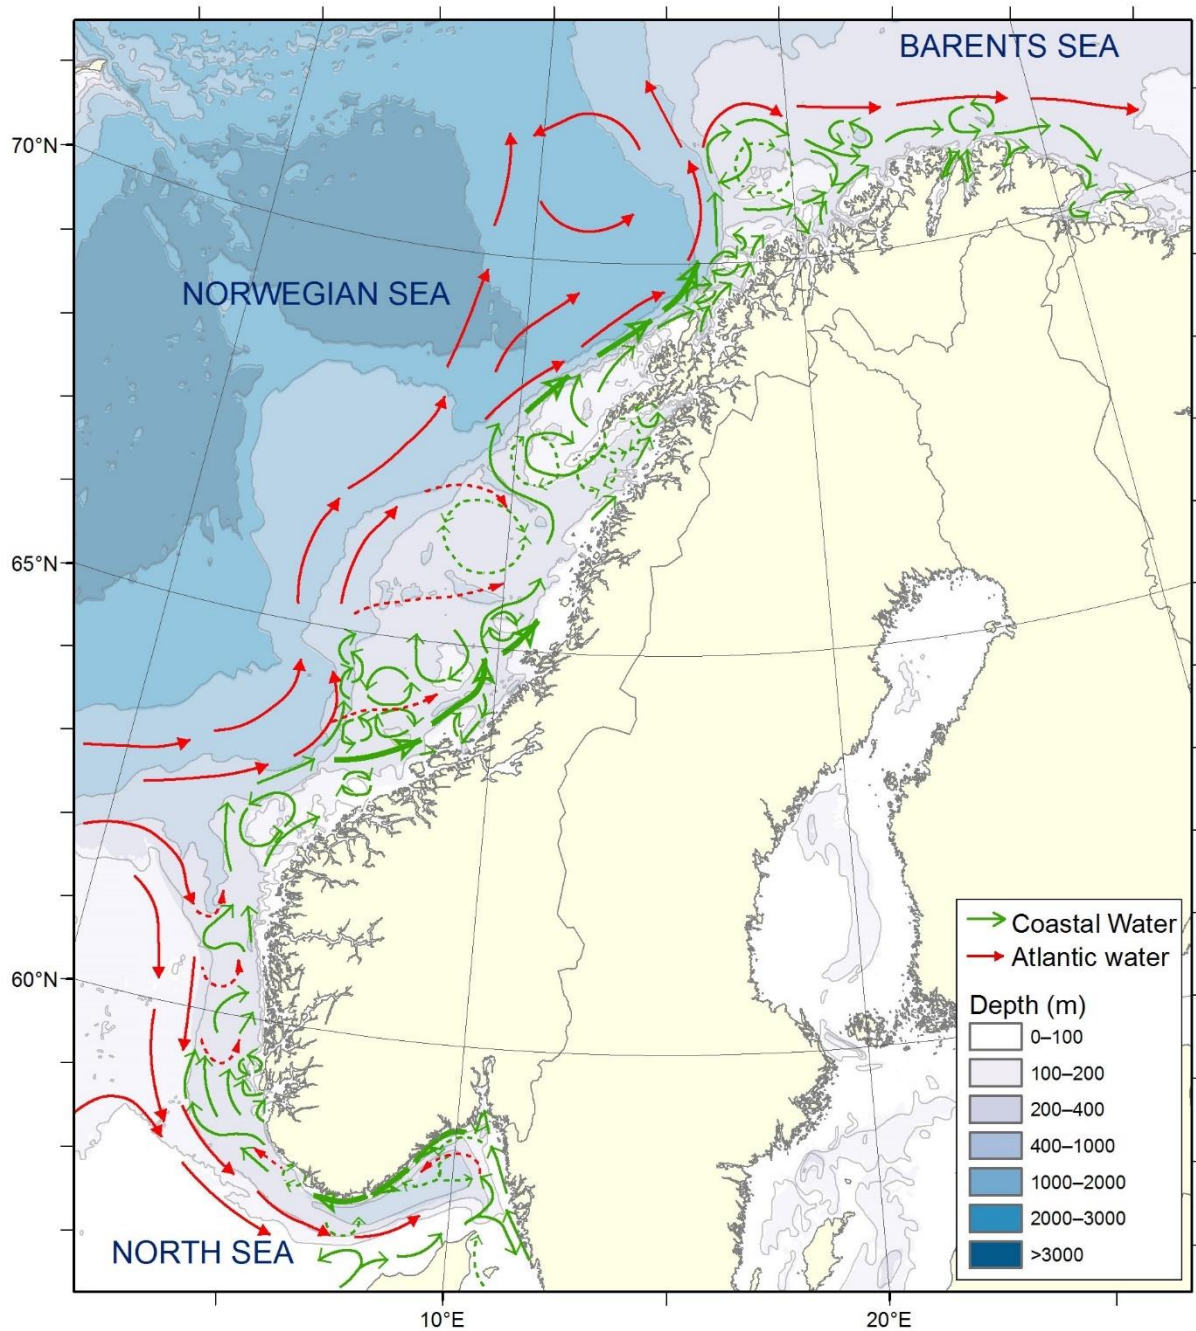 BARENTS SEA
70°N
NORWEGIAN SEA
65°N
60°N
NORTH SEA
10°E
20°E
Coastal Water
Atlantic water
Depth (m)
0–100
100–200
200–400
400–1000
1000–2000
2000–3000
>3000